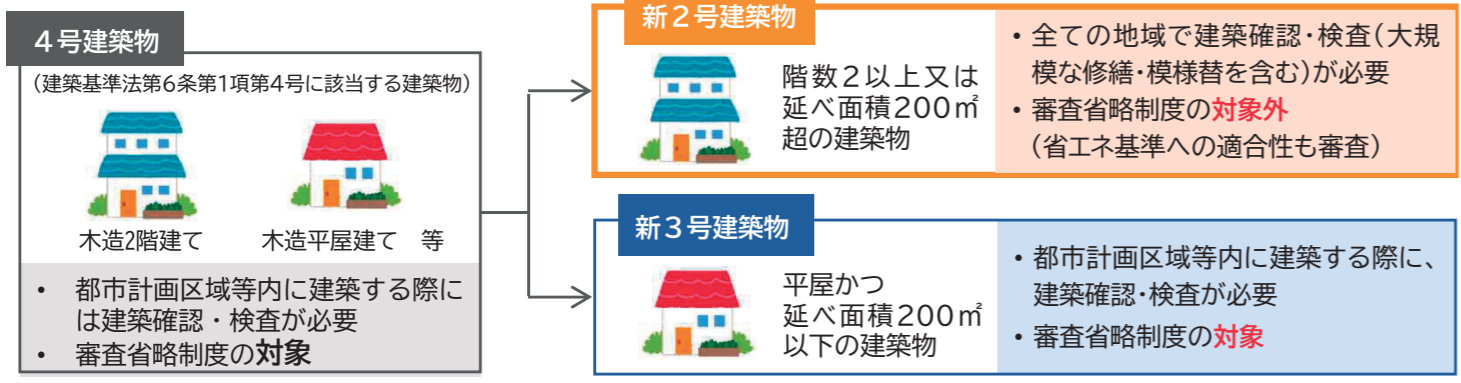 4号建築物
(建築基準法第6条第1項第4号に該当する建築物)
木造2階建て　木造平屋建て　等
• 都市計画区域等内に建築する際に
は建築確認・検査が必要
• 審査省略制度の対象
新2号建築物
階数2以上又は
延べ面積200㎡
超の建築物
• 全ての地域で建築確認・検査(大規
模な修繕・模様替を含む)が必要
• 審査省略制度の対象外
(省エネ基準への適合性も審査)
新3号建築物
平屋かつ
延べ面積200㎡
以下の建築物
• 都市計画区域等内に建築する際に、
建築確認・検査が必要
• 審査省略制度の対象